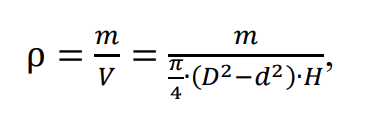 ρ = m/V = m/(π/4·(D²−d²)·H),